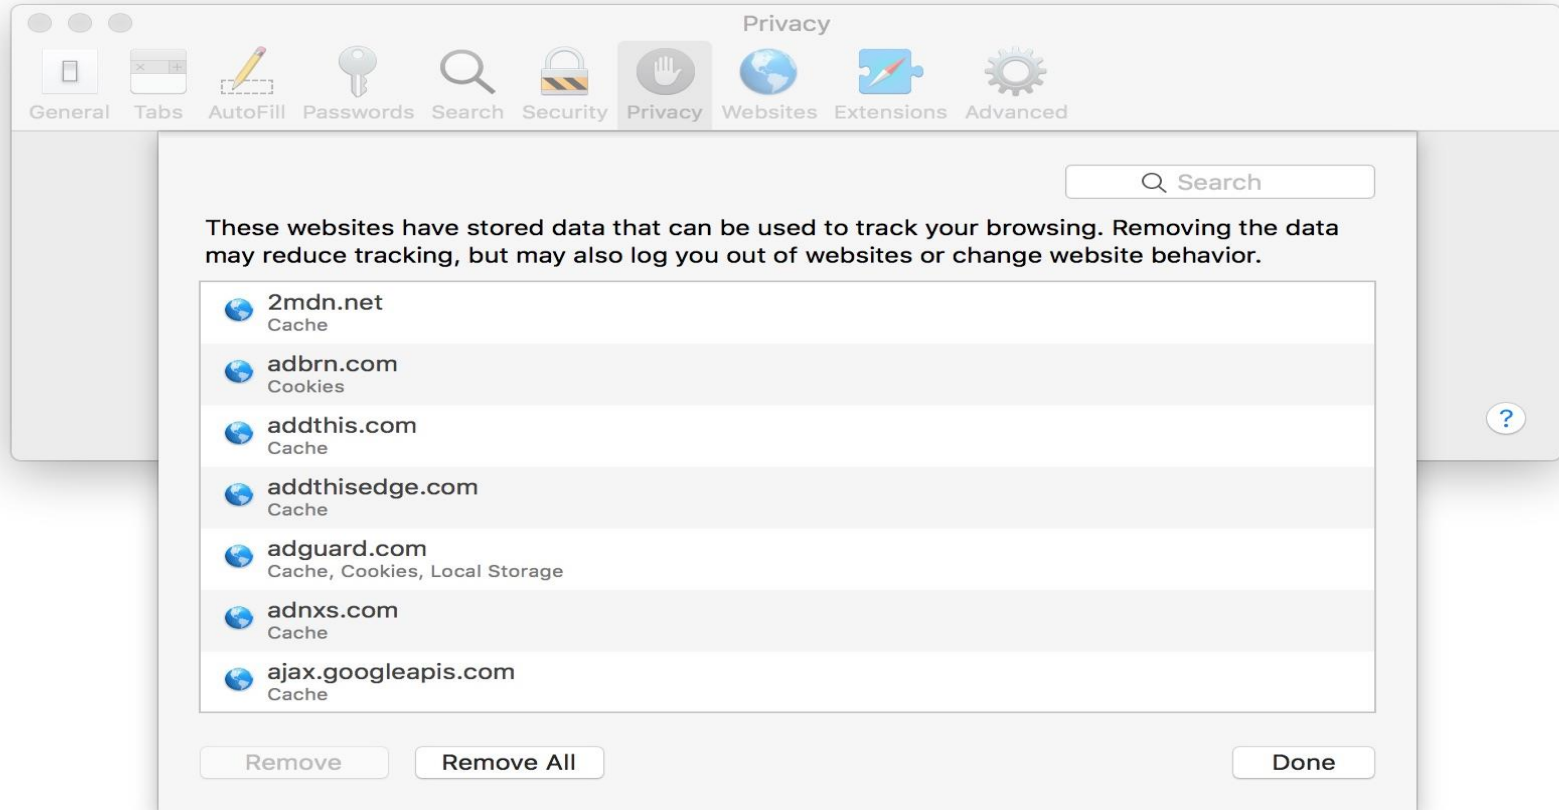 Privacy
General Tabs AutoFill Passwords Search Security Privacy Websites Extensions Advanced
Search
These websites have stored data that can be used to track your browsing. Removing the data
may reduce tracking, but may also log you out of websites or change website behavior.
2mdn.net
Cache
adbrn.com
Cookies
addthis.com
Cache
addthisedge.com
Cache
adguard.com
Cache, Cookies, Local Storage
adnxs.com
Cache
ajax.googleapis.com
Cache
?
Remove Remove All Done